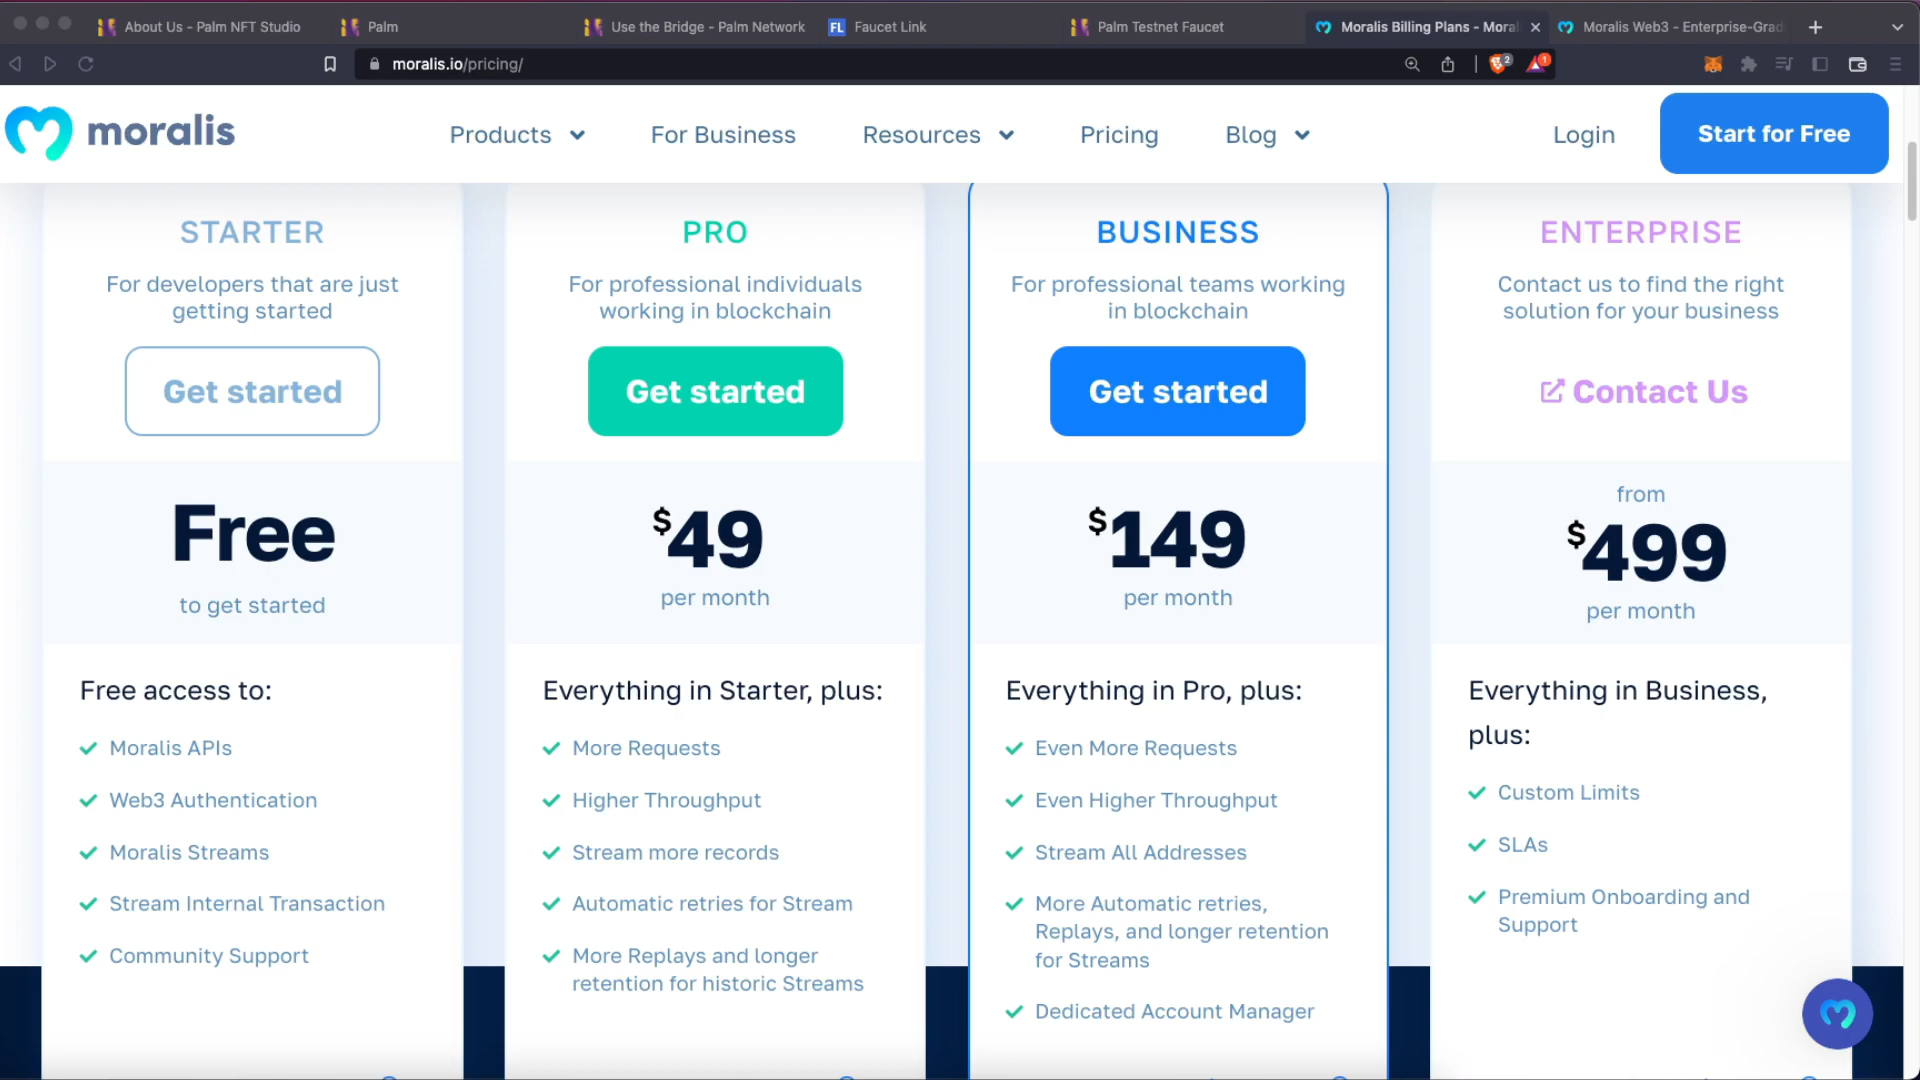 About Us - Palm NFT Studio
Palm
Use the Bridge - Palm Network
FL
Faucet Link
Palm Testnet Faucet
Moralis Billing Plans - Moral
Moralis Web3 - Enterprise-Grad
moralis.io/pricing/
2
1
moralis
Products
For Business
Resources
Pricing
Blog
Login
Start for Free
STARTER
For developers that are just
getting started
Get started
Free
to get started
Free access to:
Moralis APIs
Web3 Authentication
Moralis Streams
Stream Internal Transaction
Community Support
PRO
For professional individuals
working in blockchain
Get started
$49
per month
Everything in Starter, plus:
More Requests
Higher Throughput
Stream more records
Automatic retries for Stream
More Replays and longer
retention for historic Streams
BUSINESS
For professional teams working
in blockchain
Get started
$149
per month
Everything in Pro, plus:
Even More Requests
Even Higher Throughput
Stream All Addresses
More Automatic retries,
Replays, and longer retention
for Streams
Dedicated Account Manager
ENTERPRISE
Contact us to find the right
solution for your business
Contact Us
from
$499
per month
Everything in Business,
plus:
Custom Limits
SLAs
Premium Onboarding and
Support